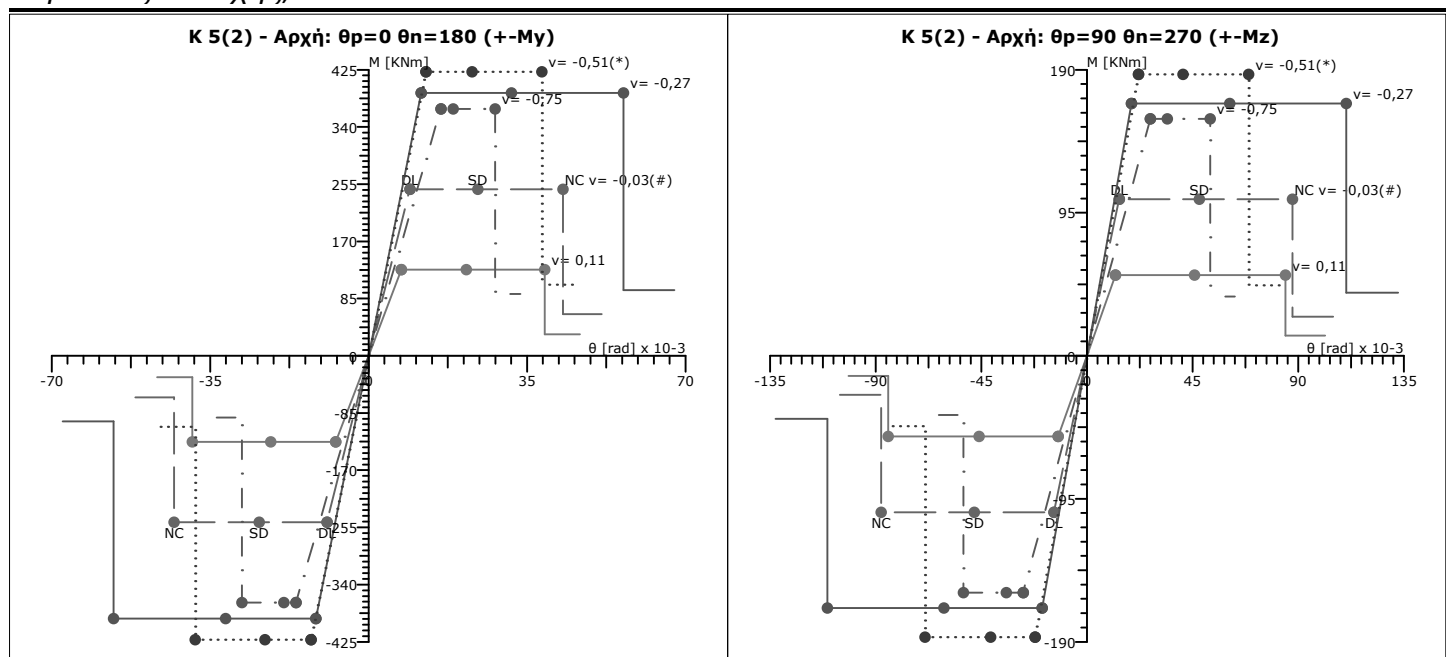 K 5(2) - Αρχή: θp=0 θn=180 (+-My)
M [KNm]
425
v= -0,51(*)
v= -0,27
v= -0,75
340
255
DL
SD
NC v= -0,03(#)
170
v= 0,11
85
0
θ [rad] x 10-3
-70
-35
0
35
70
-85
-170
-255
NC
SD
DL
-340
-425
K 5(2) - Αρχή: θp=90 θn=270 (+-Mz)
M [KNm]
190
v= -0,51(*)
v= -0,27
v= -0,75
DL
SD
NC v= -0,03(#)
95
v= 0,11
0
θ [rad] x 10-3
-135
-90
-45
0
45
90
135
-95
NC
SD
DL
-190